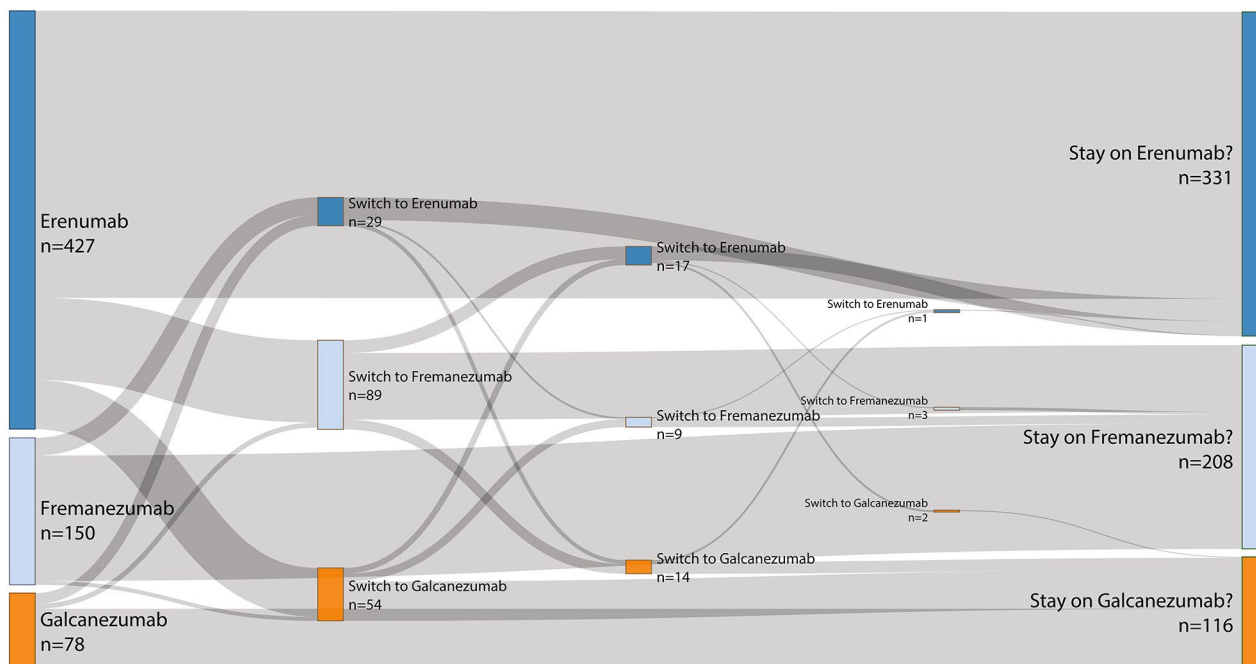 Erenumab
n=427
Fremanezumab
n=150
Galcanezumab
n=78
Switch to Erenumab
n=29
Switch to Fremanezumab
n=89
Switch to Galcanezumab
n=54
Switch to Erenumab
n=17
Switch to Fremanezumab
n=9
Switch to Galcanezumab
n=14
Switch to Erenumab
n=1
Switch to Fremanezumab
n=3
Switch to Galcanezumab
n=2
Stay on Erenumab?
n=331
Stay on Fremanezumab?
n=208
Stay on Galcanezumab?
n=116